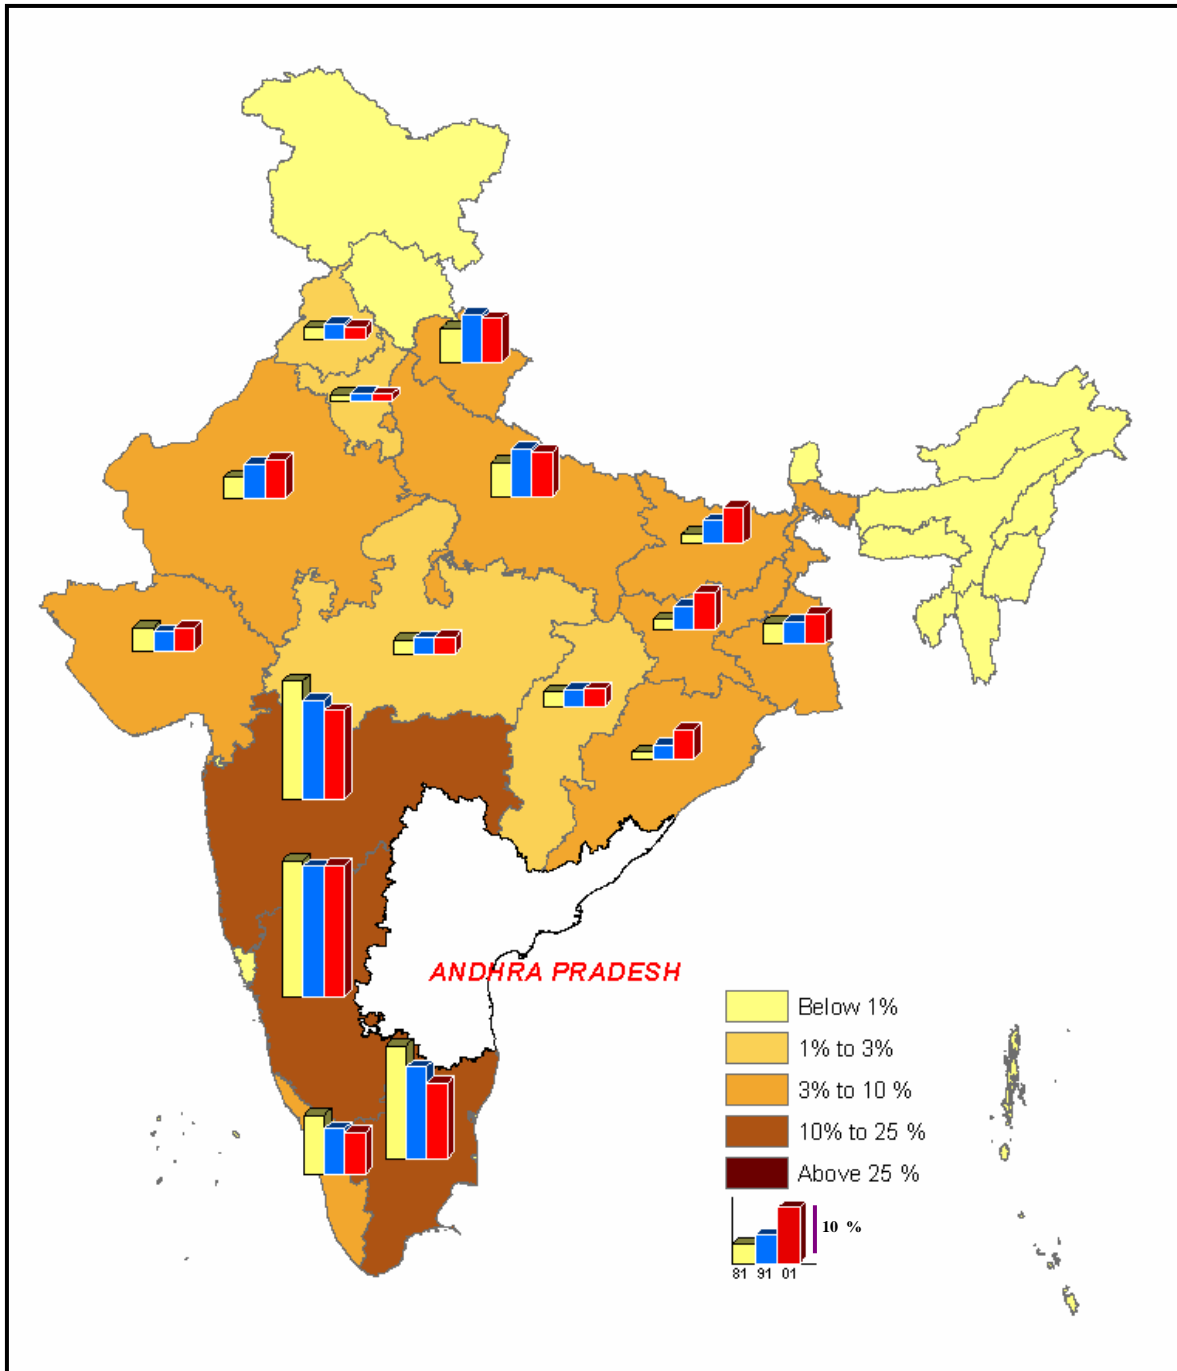 ANDHRA PRADESH
Below 1%
1% to 3%
3% to 10 %
10% to 25 %
Above 25 %
10 %
81 91 01